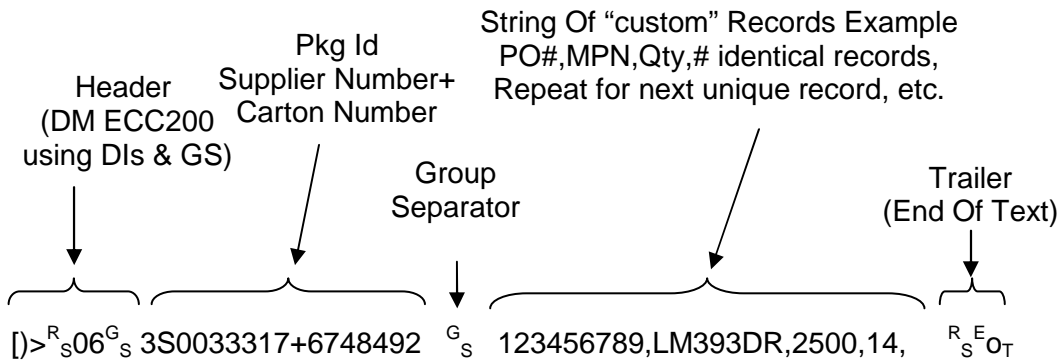 String Of “custom” Records Example
PO#,MPN,Qty,# identical records,
Repeat for next unique record, etc.
Pkg Id
Supplier Number+
Carton Number
Header
(DM ECC200
using DIs & GS)
Group
Separator
Trailer
(End Of Text)
[)>RS06GS 3S0033317+6748492 GS 123456789,LM393DR,2500,14, RSEOT